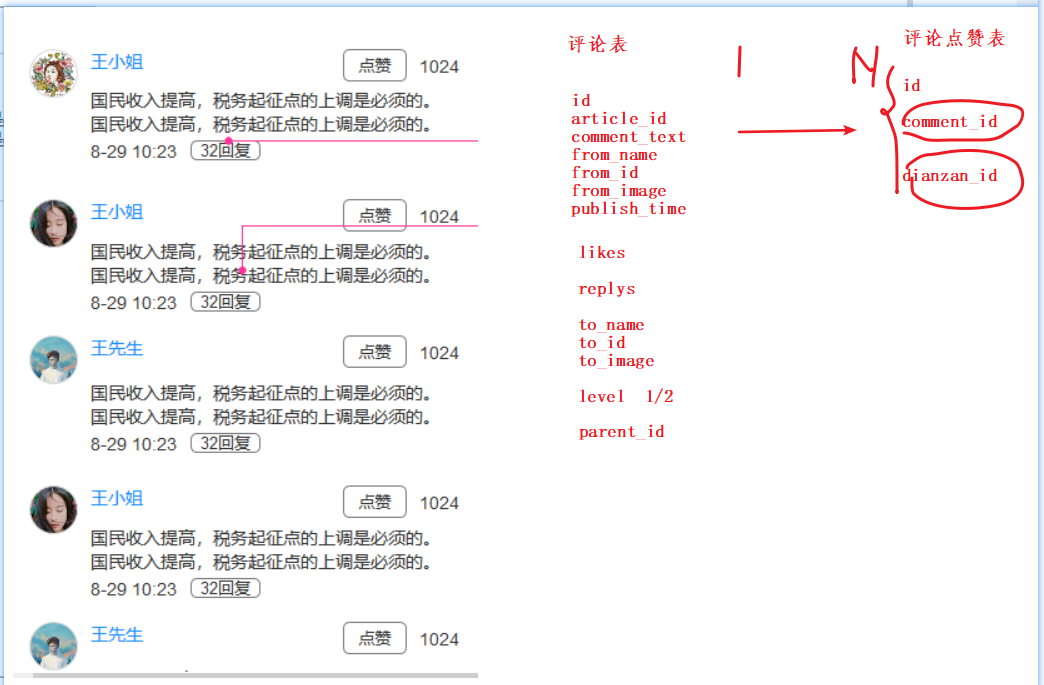 王小姐
点赞 1024
国民收入提高，税务起征点的上调是必须的。
国民收入提高，税务起征点的上调是必须的。
8-29 10:23 32回复
王小姐
点赞 1024
国民收入提高，税务起征点的上调是必须的。
国民收入提高，税务起征点的上调是必须的。
8-29 10:23 32回复
王先生
点赞 1024
国民收入提高，税务起征点的上调是必须的。
国民收入提高，税务起征点的上调是必须的。
8-29 10:23 32回复
王小姐
点赞 1024
国民收入提高，税务起征点的上调是必须的。
国民收入提高，税务起征点的上调是必须的。
8-29 10:23 32回复
王先生
点赞 1024
评论表
id
article_id
comment_text
from_name
from_id
from_image
publish_time
likes
replys
to_name
to_id
to_image
level 1/2
parent_id
1 N
评论点赞表
id
comment_id
dianzan_id